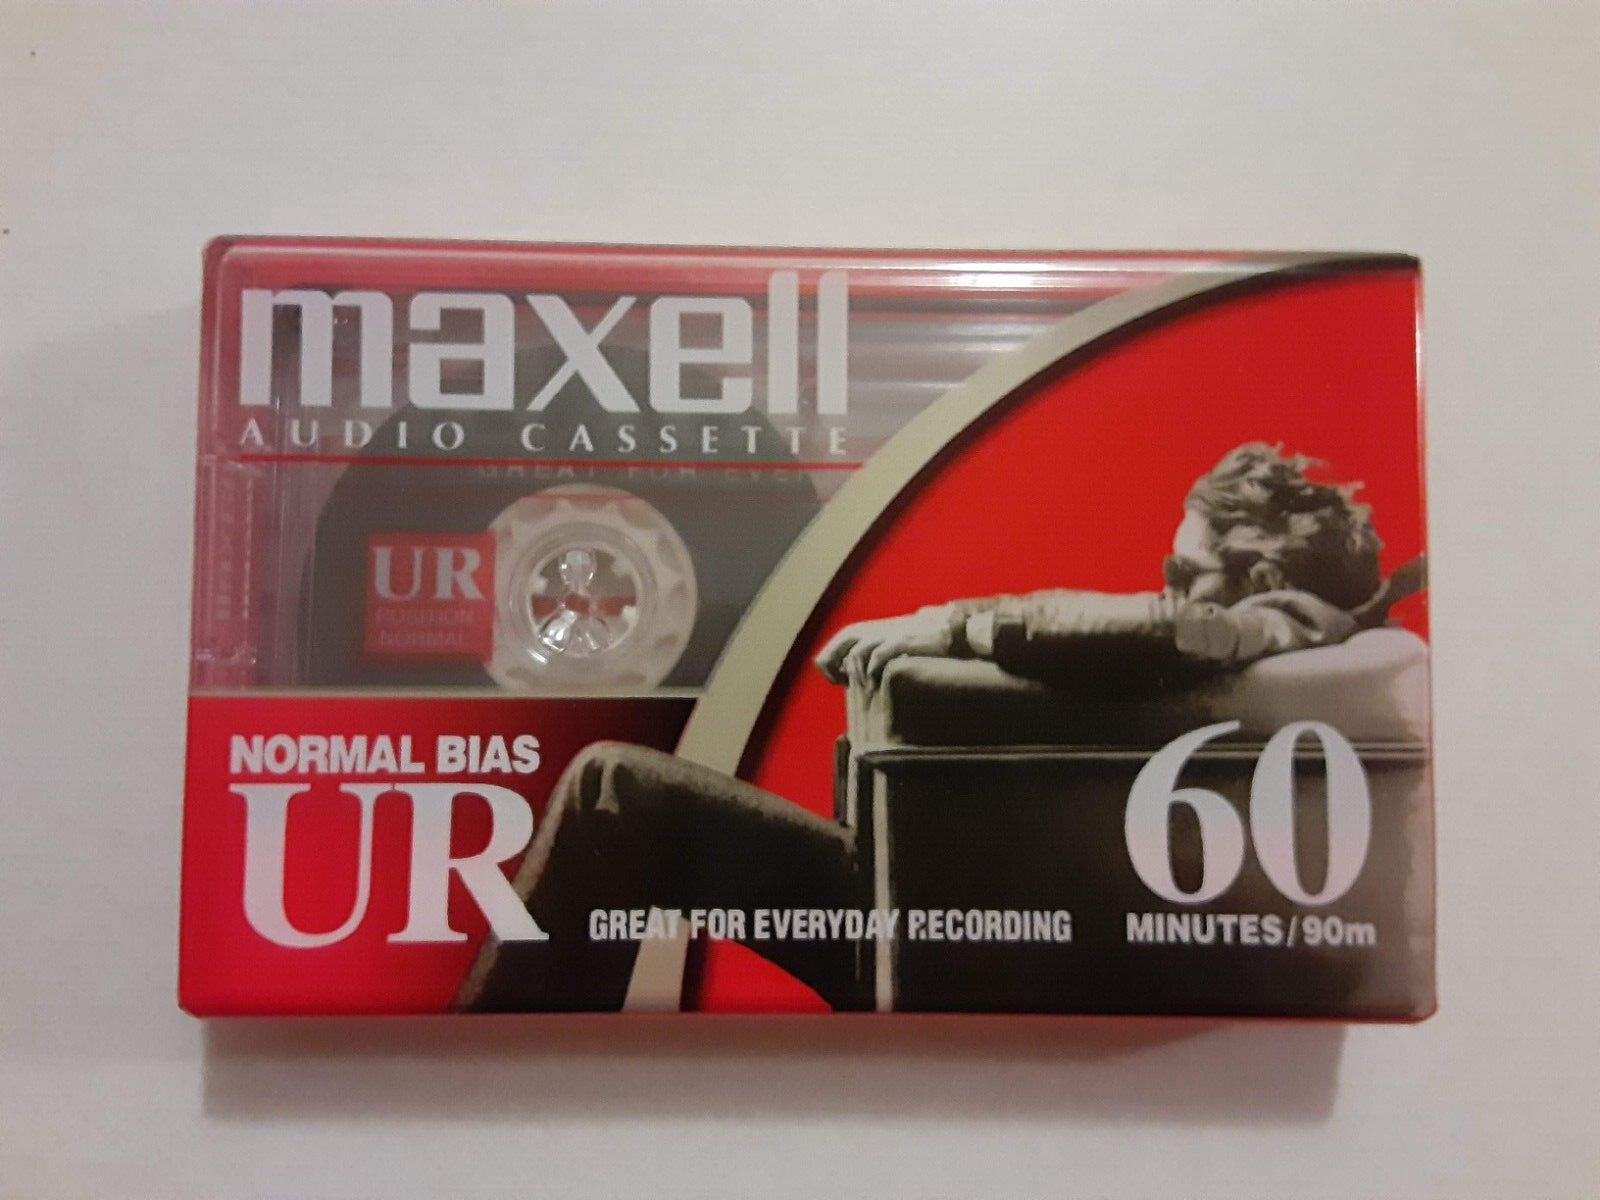 maxell
AUDIO CASSETTE
UR
POSITION
NORMAL
NORMAL BIAS
UR
GREAT FOR EVERYDAY RECORDING
60
MINUTES/90m